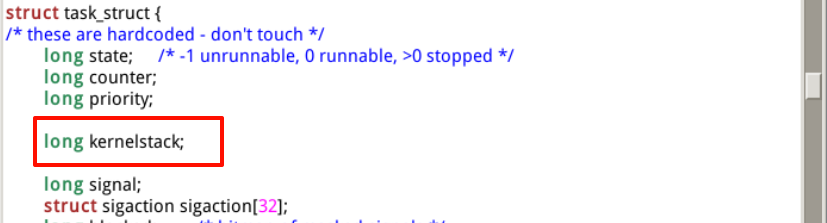 struct task_struct {
/* these are hardcoded - don't touch */
long state; /* -1 unrunnable, 0 runnable, >0 stopped */
long counter;
long priority;
long kernelstack;
long signal;
struct sigaction sigaction[32];